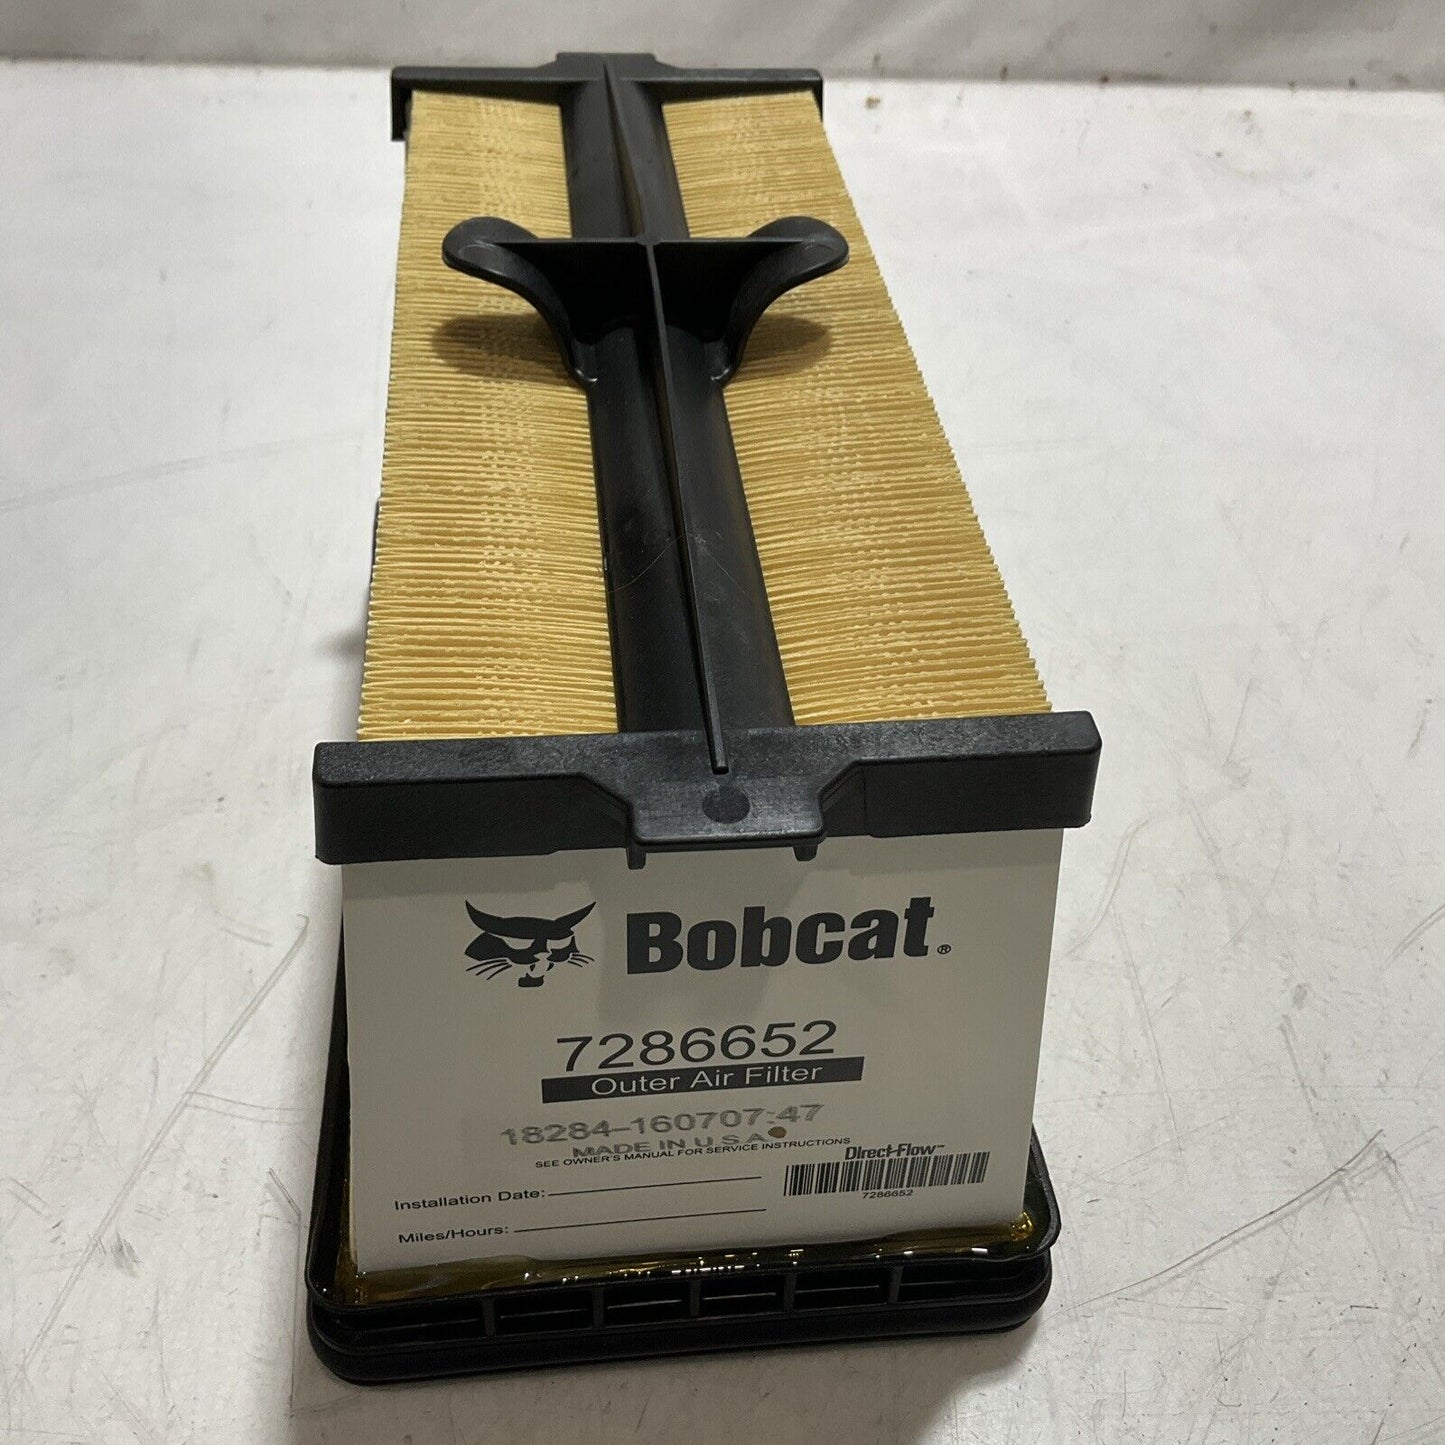 Bobcat®
7286652
Outer Air Filter
18284-160707:47
MADE IN U.S.A.
SEE OWNER'S MANUAL FOR SERVICE INSTRUCTIONS
Direct-Flow™
7286652
Installation Date:
Miles/Hours: